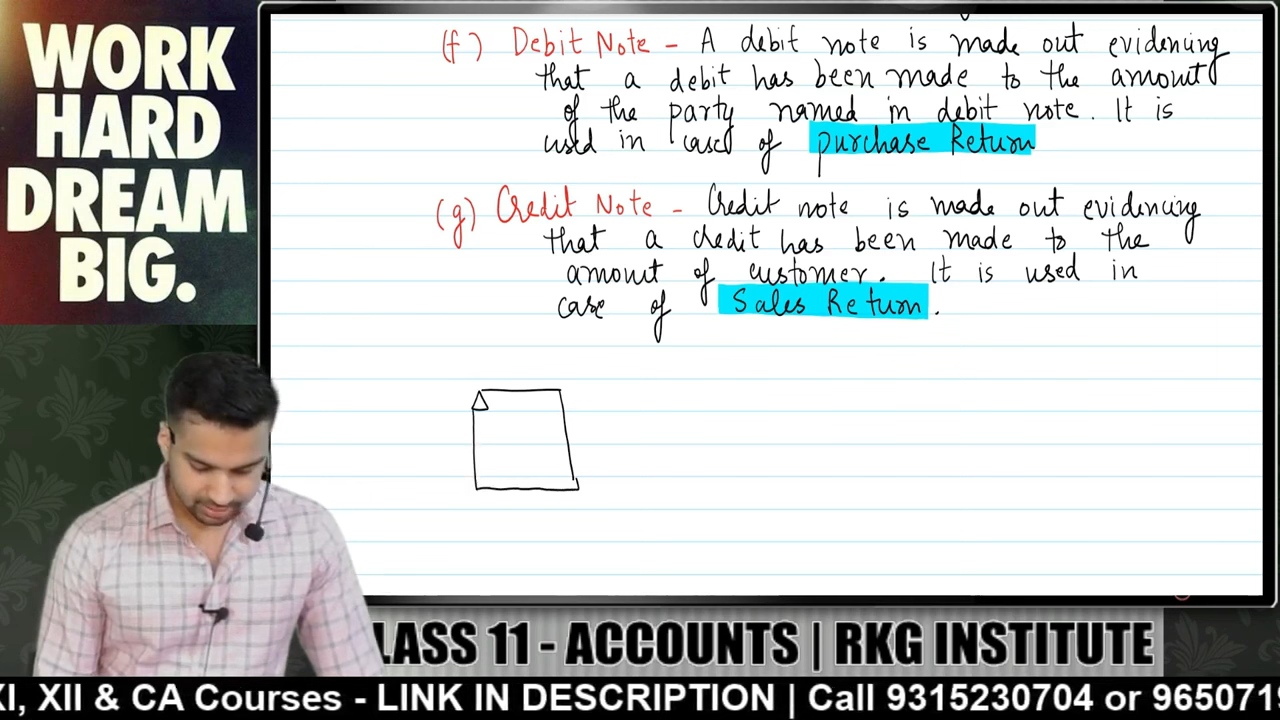 WORK
HARD
DREAM
BIG.
(f) Debit Note - A debit note is made out evidencing
that a debit has been made to the amount
of the party named in debit note. It is
used in case of purchase Return
(g) Credit Note - Credit note is made out evidencing
that a credit has been made to the
amount of customer. It is used in
case of Sales Return.
LASS 11 - ACCOUNTS | RKG INSTITUTE
XI, XII & CA Courses - LINK IN DESCRIPTION | Call 9315230704 or 9650719